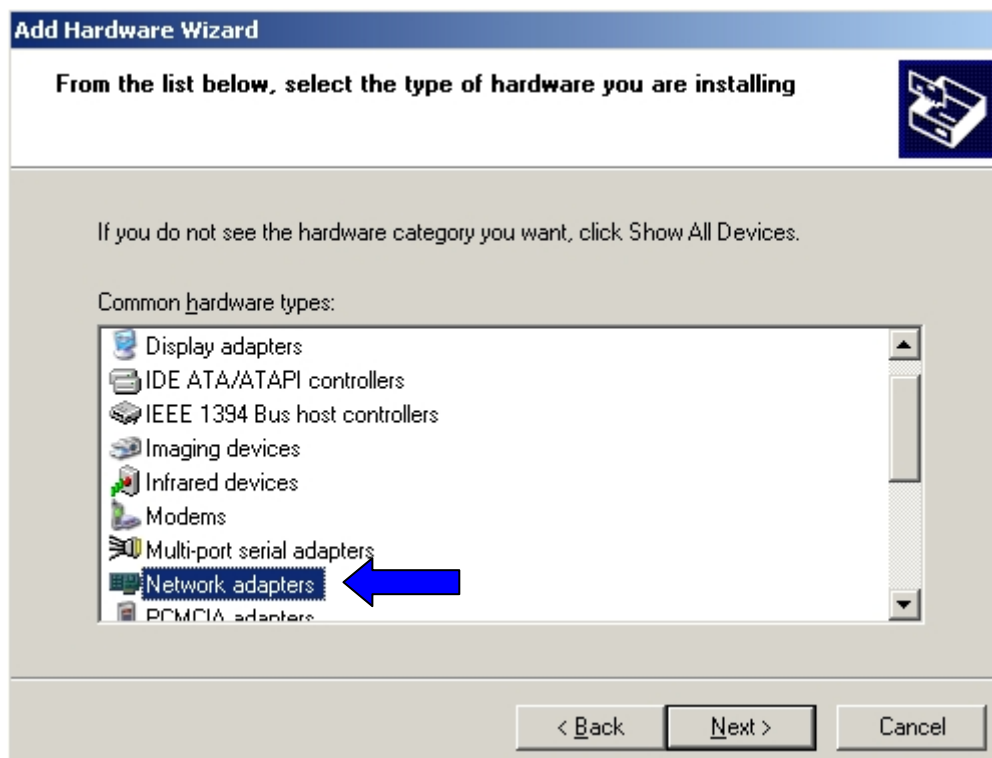 Add Hardware Wizard
From the list below, select the type of hardware you are installing
If you do not see the hardware category you want, click Show All Devices.
Common hardware types:
Display adapters
IDE ATA/ATAPI controllers
IEEE 1394 Bus host controllers
Imaging devices
Infrared devices
Modems
Multi-port serial adapters
Network adapters
PCMCIA adapters
< Back Next > Cancel